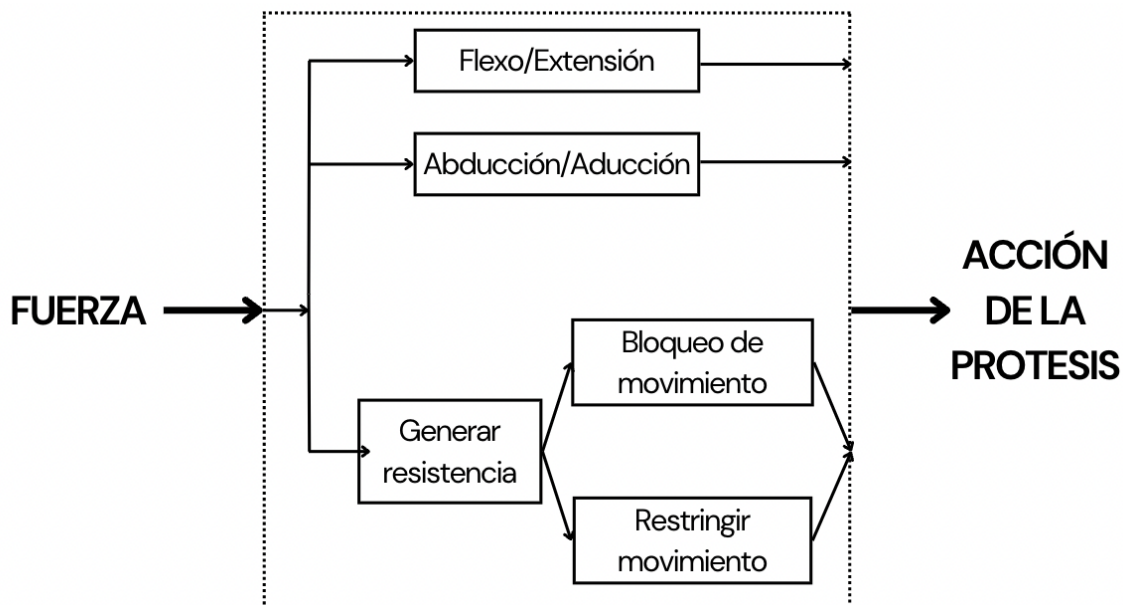 Flexo/Extensión
Abducción/Aducción
FUERZA
ACCIÓN
DE LA
PROTESIS
Bloqueo de
movimiento
Generar
resistencia
Restringir
movimiento